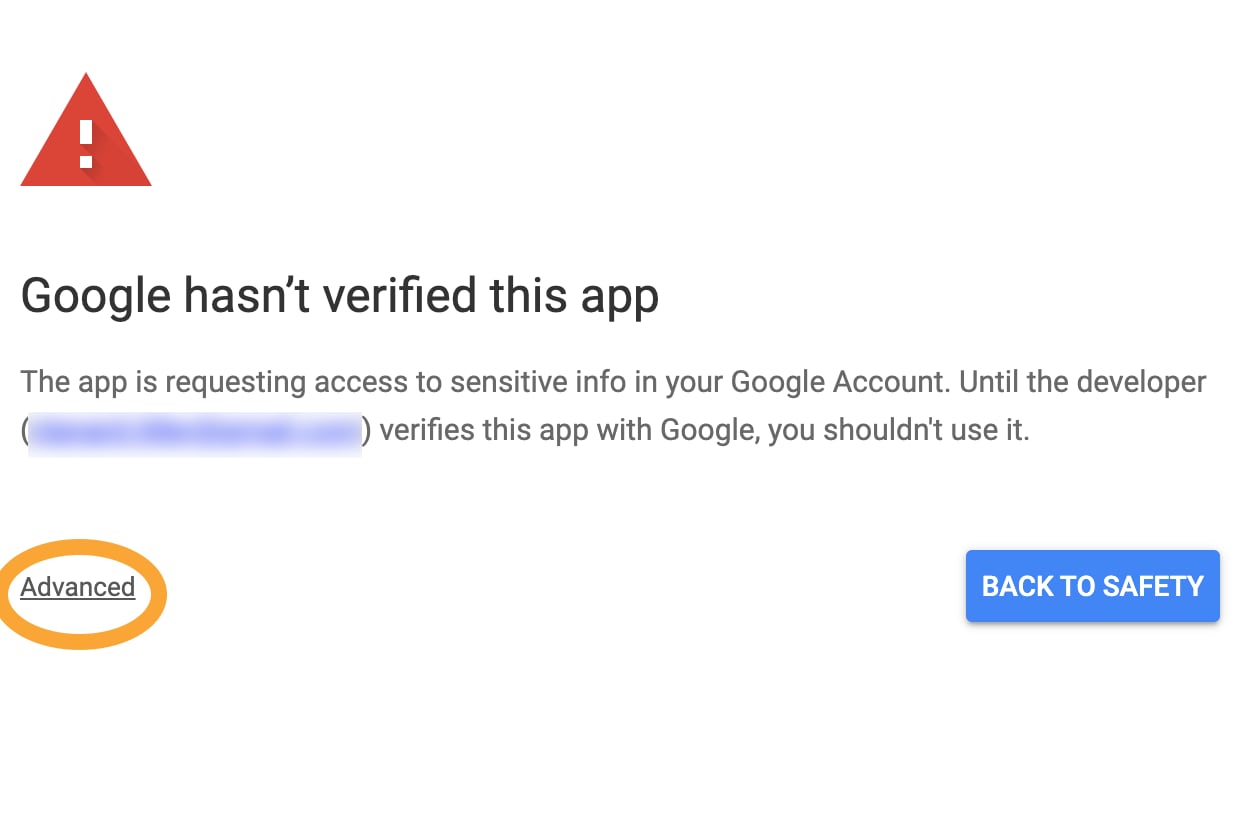 Google hasn’t verified this app
The app is requesting access to sensitive info in your Google Account. Until the developer
() verifies this app with Google, you shouldn't use it.
Advanced
BACK TO SAFETY